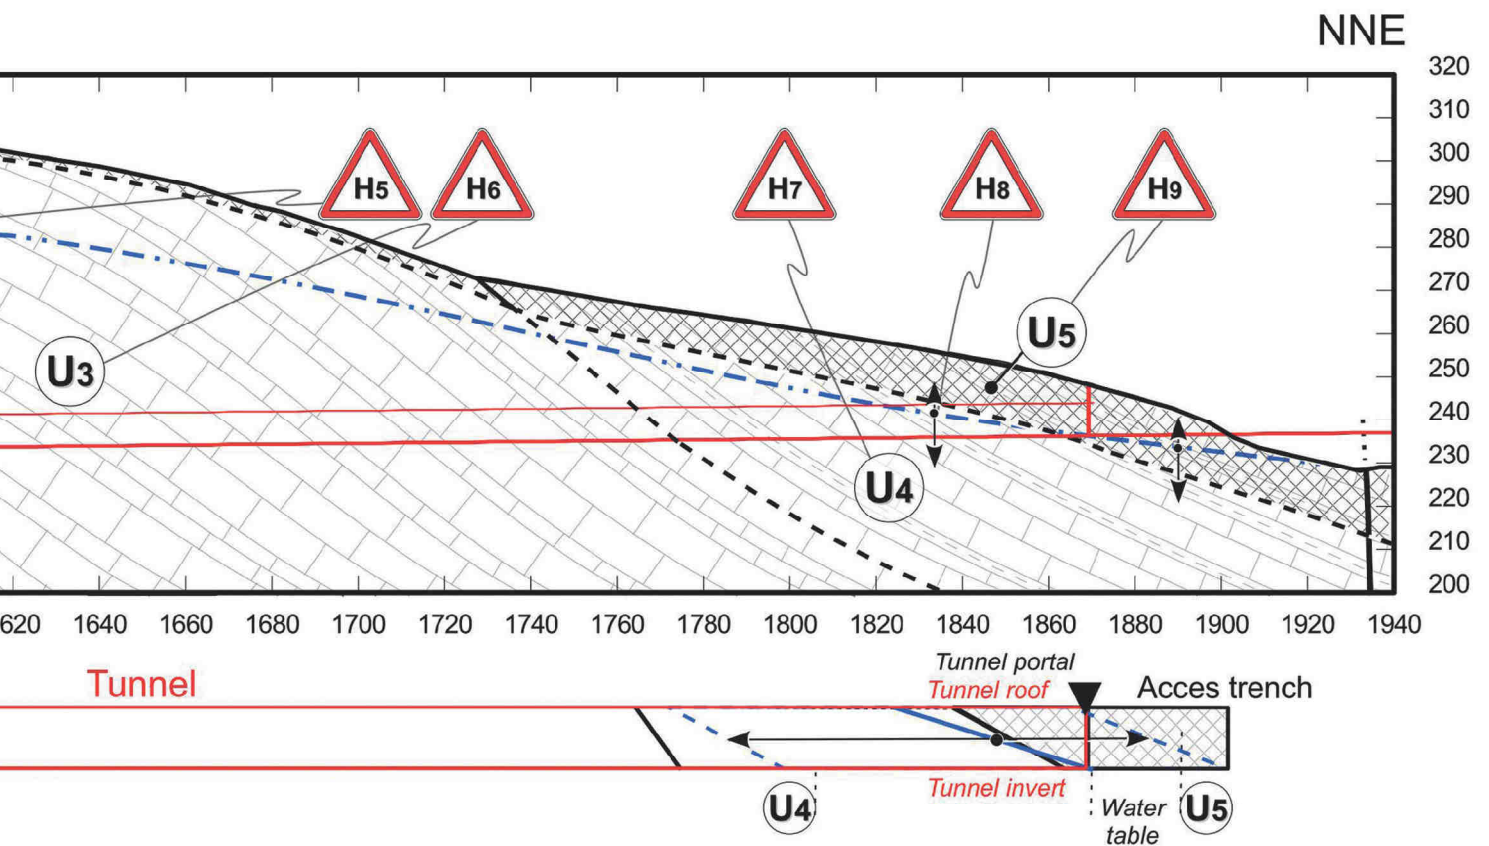 NNE
320
310
300
290
280
270
260
250
240
230
220
210
200
H5 H6 H7 H8 H9
U5
U3
U4
620 1640 1660 1680 1700 1720 1740 1760 1780 1800 1820 1840 1860 1880 1900 1920 1940
Tunnel portal
Tunnel Tunnel roof Acces trench
Tunnel invert
U4 Water U5
table